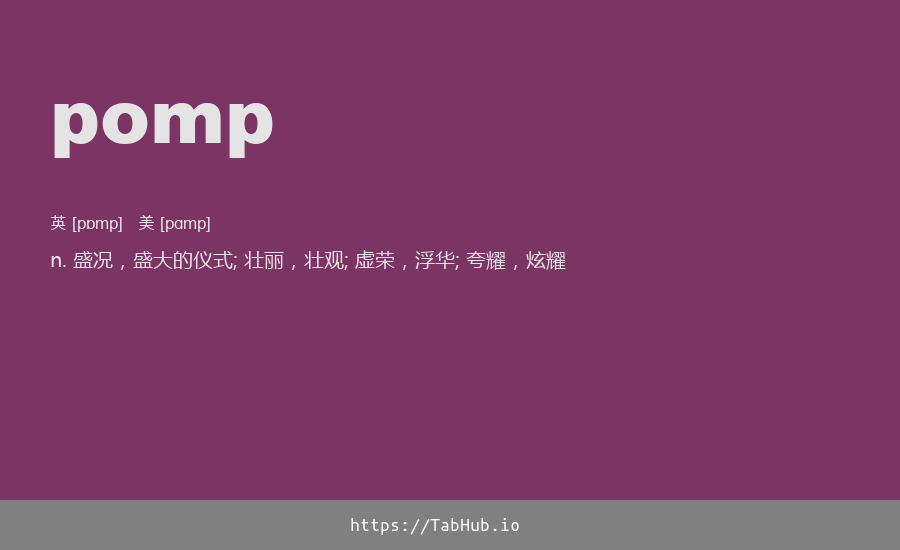 pomp
英 [pɒmp] 美 [pɑmp]
n. 盛况，盛大的仪式; 壮丽，壮观; 虚荣，浮华; 夸耀，炫耀
https://TabHub.io